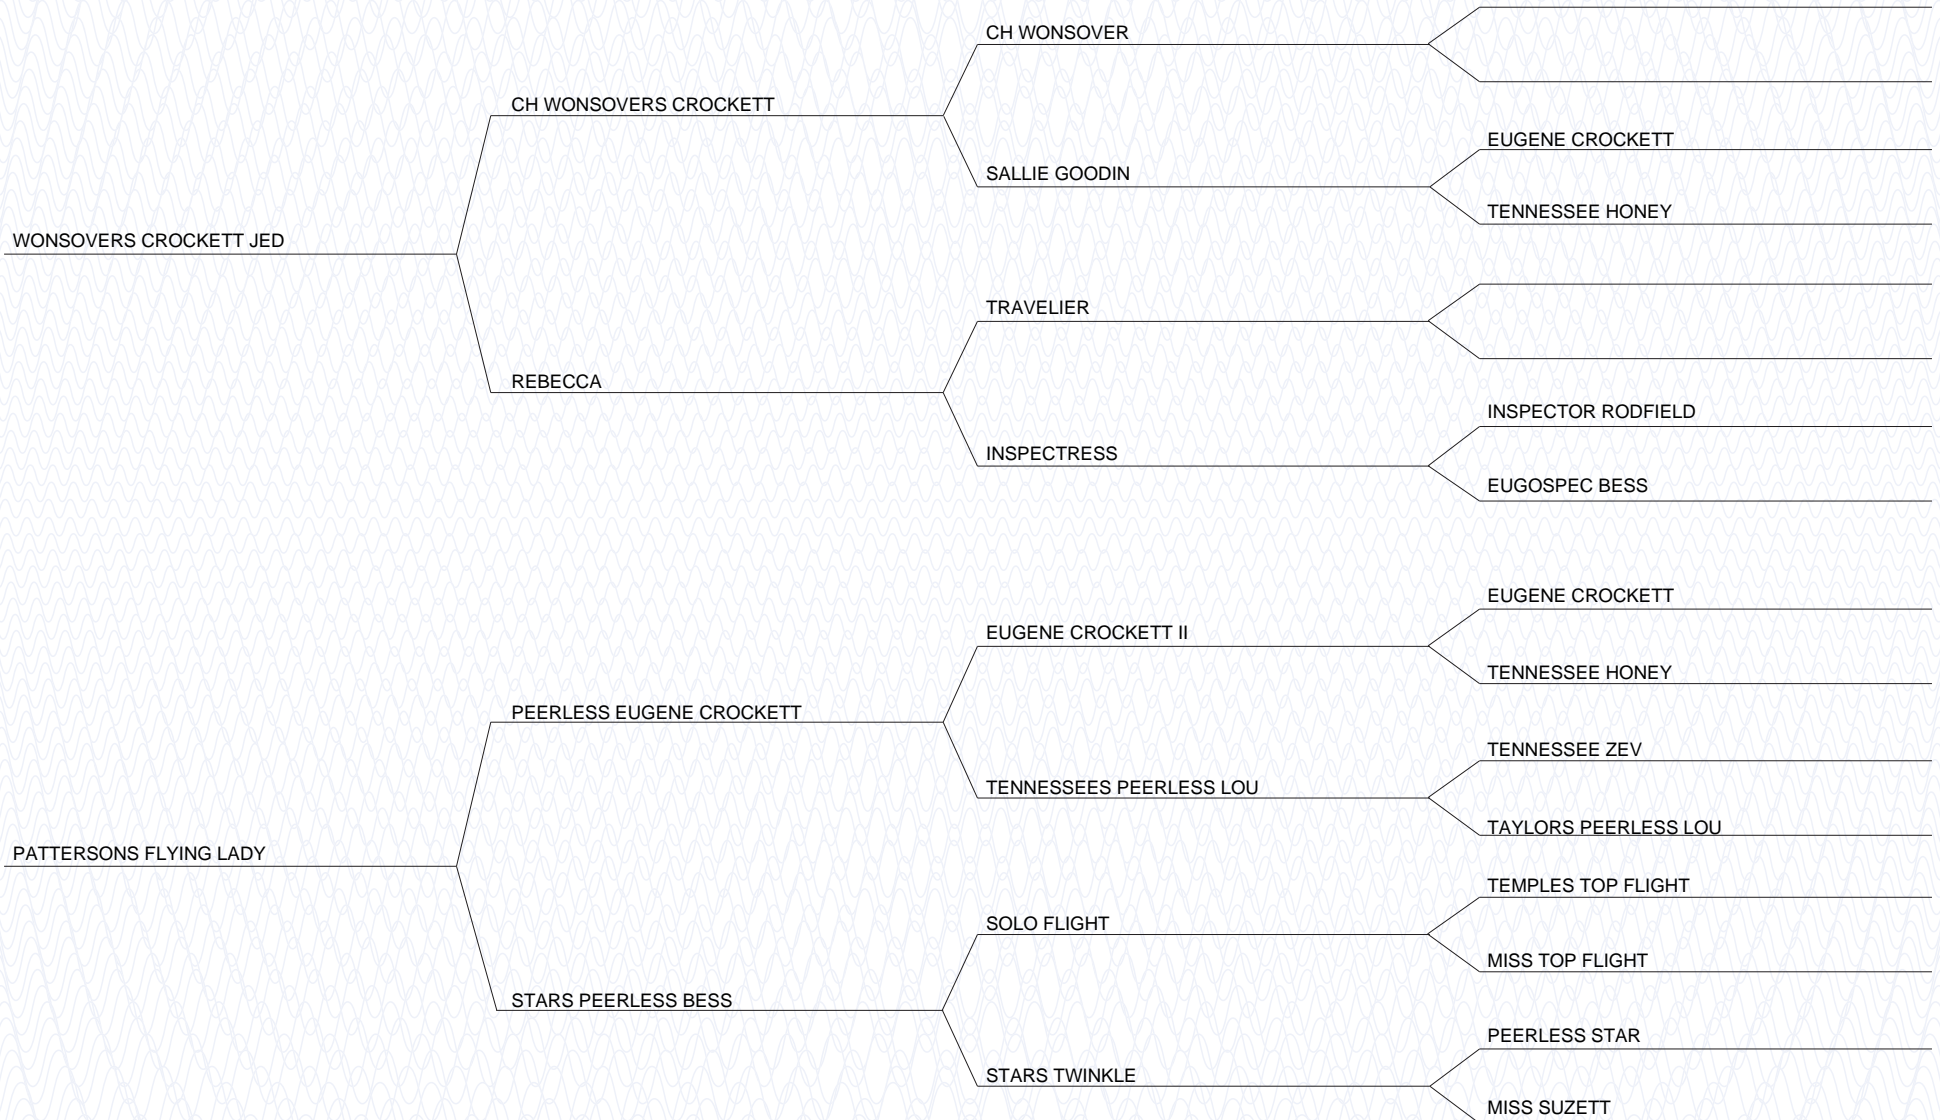 CH WONSOVER
CH WONSOVERS CROCKETT
EUGENE CROCKETT
SALLIE GOODIN
TENNESSEE HONEY
WONSOVERS CROCKETT JED
TRAVELIER
REBECCA
INSPECTOR RODFIELD
INSPECTRESS
EUGOSPEC BESS
EUGENE CROCKETT
EUGENE CROCKETT II
TENNESSEE HONEY
PEERLESS EUGENE CROCKETT
TENNESSEE ZEV
TENNESSEES PEERLESS LOU
TAYLORS PEERLESS LOU
PATTERSONS FLYING LADY
TEMPLES TOP FLIGHT
SOLO FLIGHT
MISS TOP FLIGHT
STARS PEERLESS BESS
PEERLESS STAR
STARS TWINKLE
MISS SUZETT